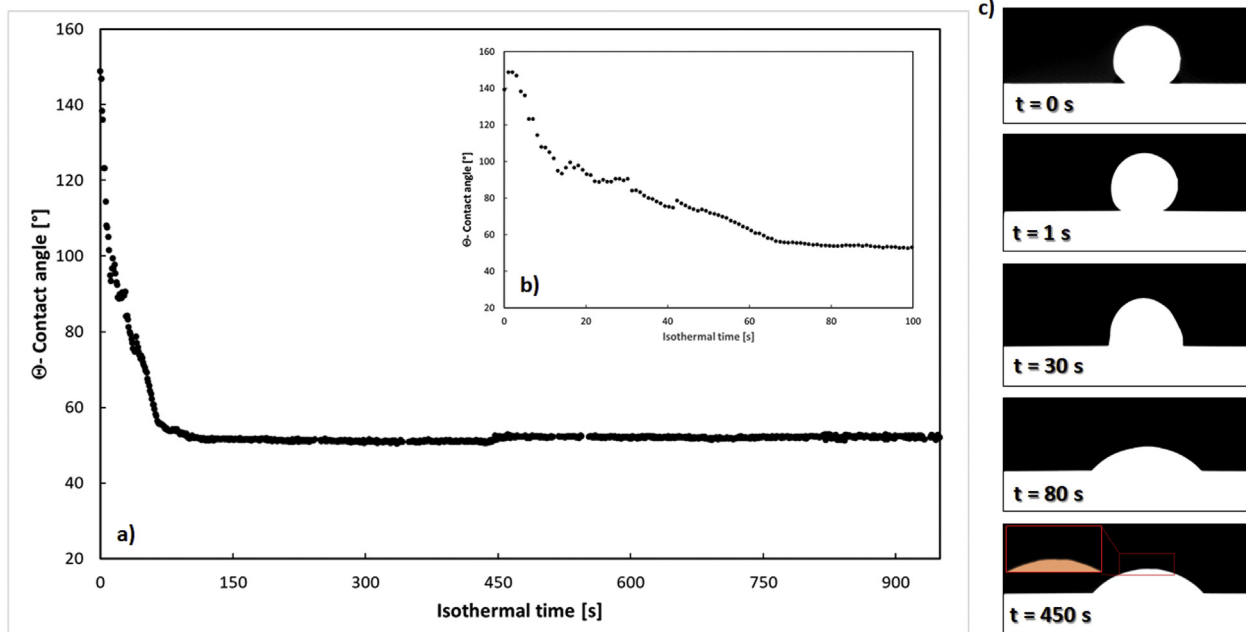 160
140
120
100
80
60
40
20
0
150
300
450
600
750
900
Θ- Contact angle [°]
Isothermal time [s]
a)
160
140
120
100
80
60
40
20
0
20
40
60
80
100
Θ- Contact angle [°]
Isothermal time [s]
b)
c)
t = 0 s
t = 1 s
t = 30 s
t = 80 s
t = 450 s